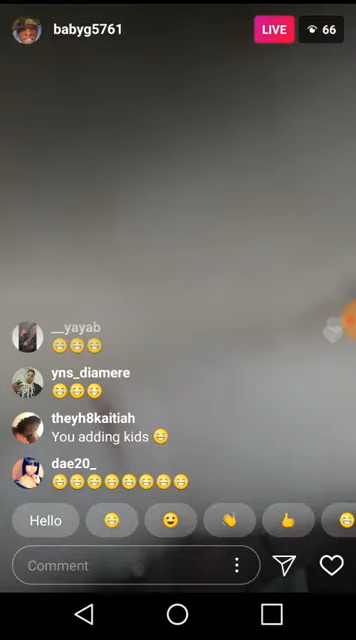 babyg5761
LIVE
66
__yayab
😁😁😁
yns_diamere
😁😁😁
theyh8kaitiah
You adding kids 😁
dae20_
😁😁😁😁😁😁😁😁
Hello
Comment